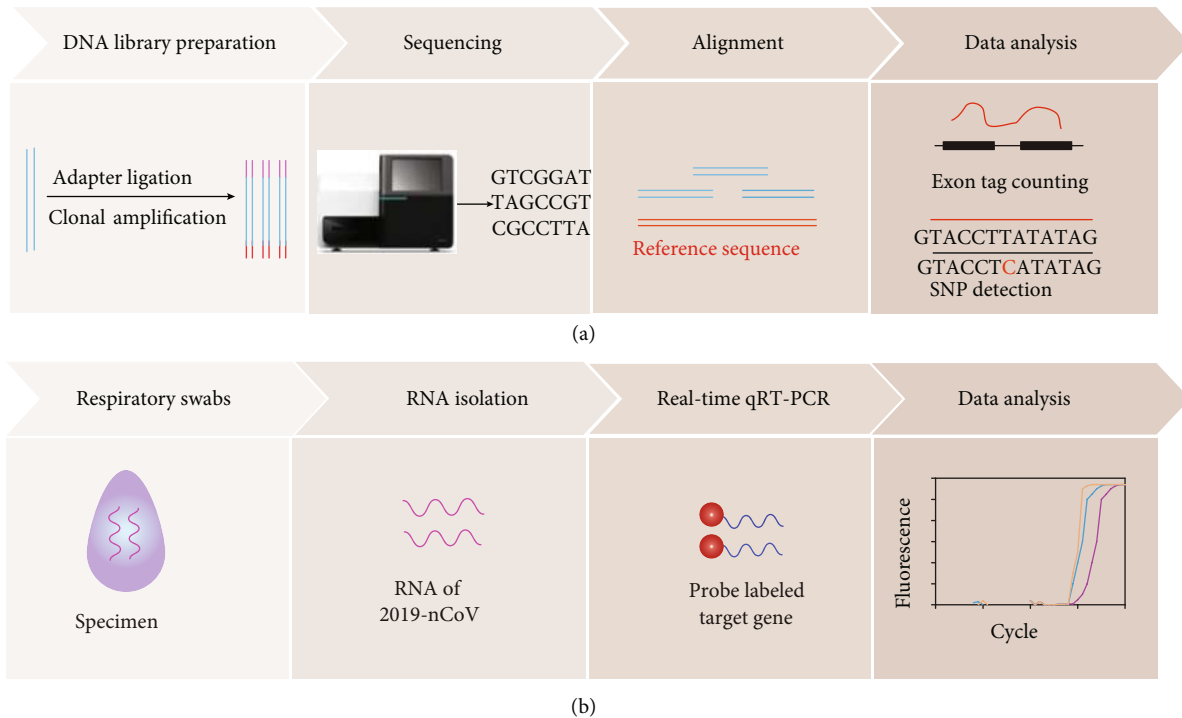 DNA library preparation
Sequencing
Alignment
Data analysis
Adapter ligation
Clonal amplification
GTCGGAT
TAGCCGT
CGCCTTA
Reference sequence
Exon tag counting
GTACCTTATATAG
GTACCTCATATAG
SNP detection
(a)
Respiratory swabs
RNA isolation
Real-time qRT-PCR
Data analysis
Specimen
RNA of
2019-nCoV
Probe labeled
target gene
Fluorescence
Cycle
(b)